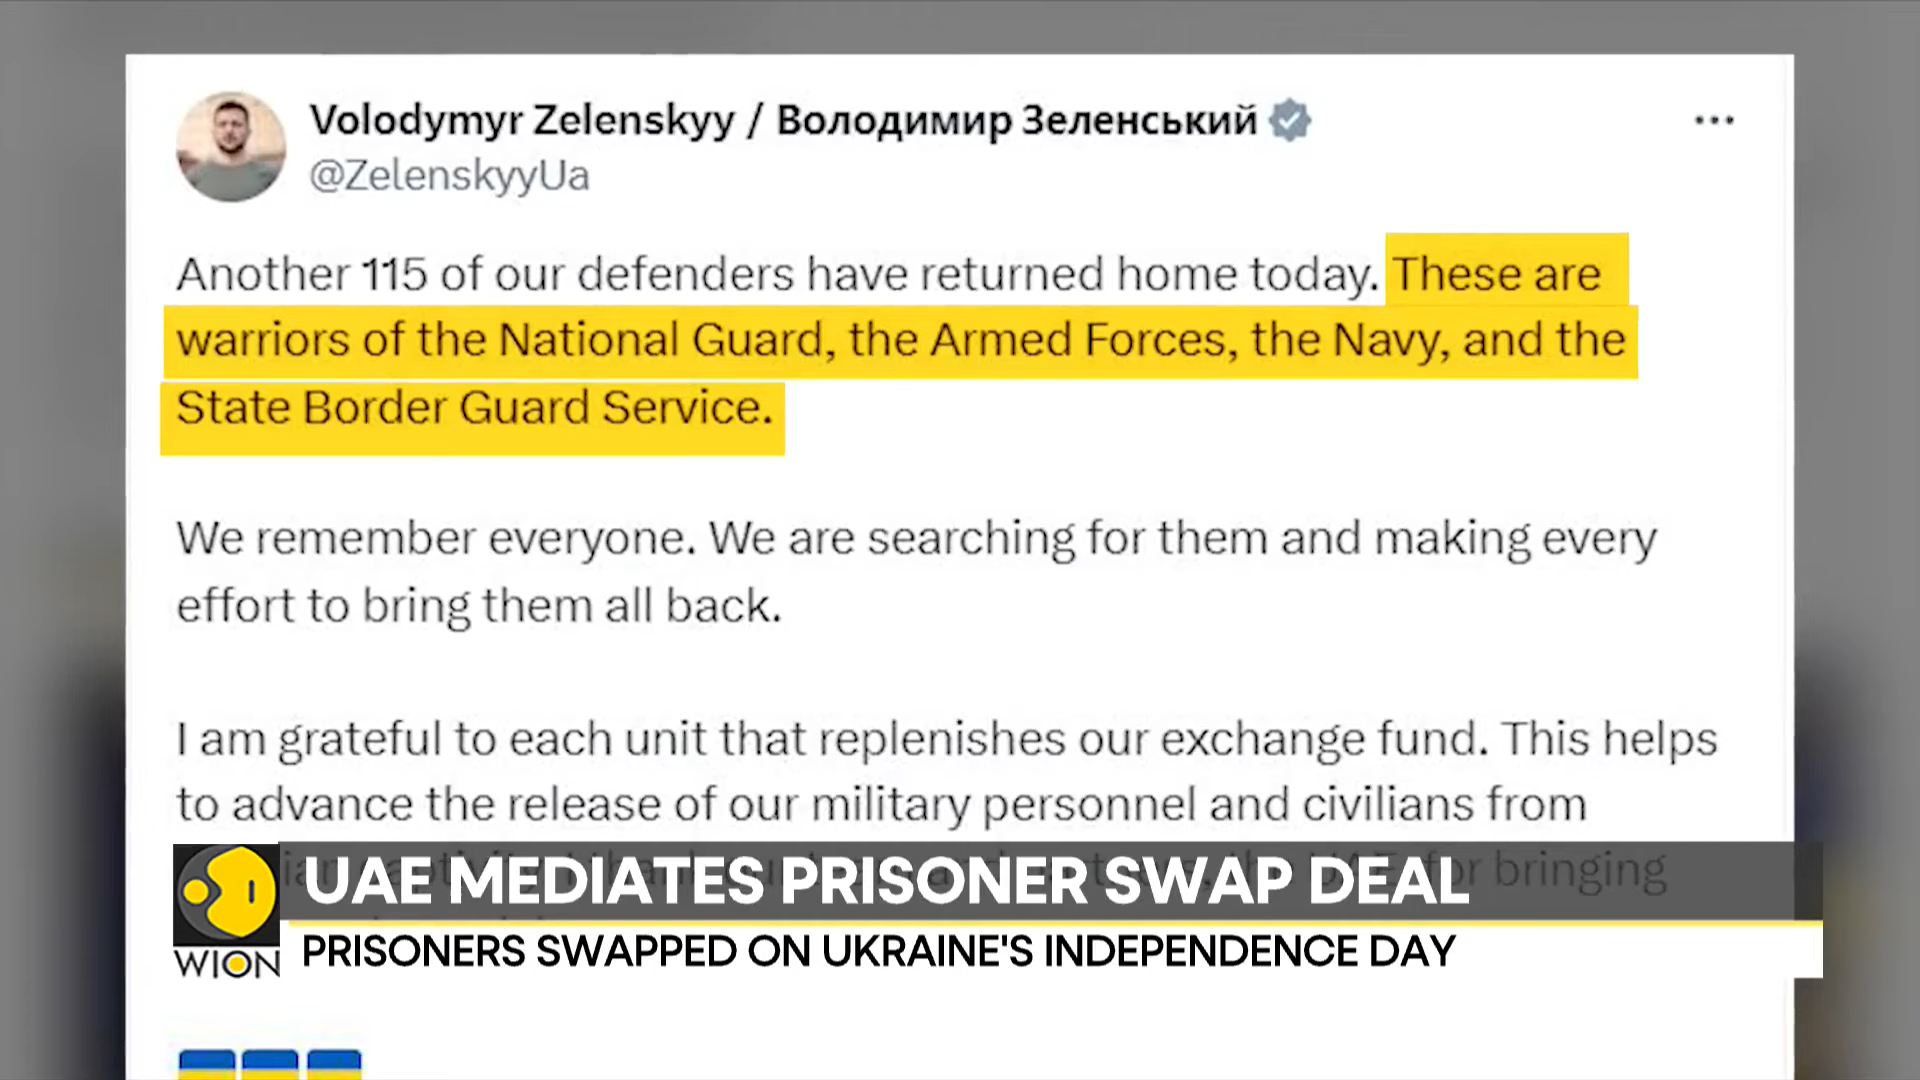 Volodymyr Zelenskyy / Володимир Зеленський
@ZelenskyyUa
Another 115 of our defenders have returned home today. These are
warriors of the National Guard, the Armed Forces, the Navy, and the
State Border Guard Service.
We remember everyone. We are searching for them and making every
effort to bring them all back.
I am grateful to each unit that replenishes our exchange fund. This helps
to advance the release of our military personnel and civilians from
for bringing
UAE MEDIATES PRISONER SWAP DEAL
PRISONERS SWAPPED ON UKRAINE'S INDEPENDENCE DAY
WION